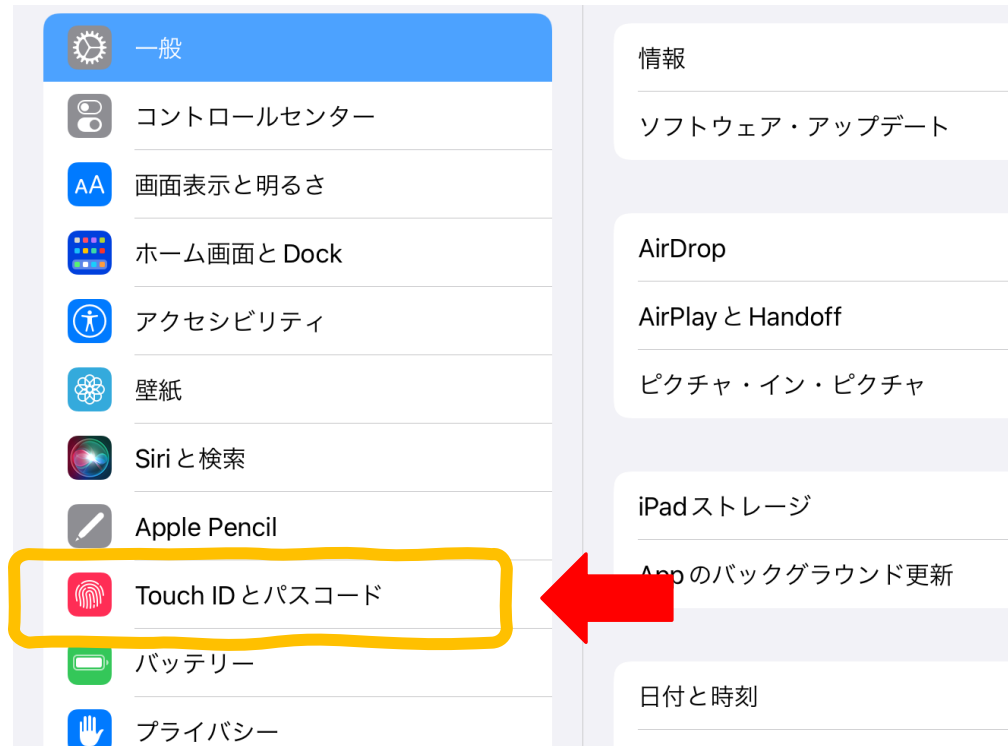 一般
コントロールセンター
AA
画面表示と明るさ
ホーム画面とDock
アクセシビリティ
壁紙
Siriと検索
Apple Pencil
Touch IDとパスコード
バッテリー
プライバシー
情報
ソフトウェア・アップデート
AirDrop
AirPlayとHandoff
ピクチャ・イン・ピクチャ
iPadストレージ
Appのバックグラウンド更新
日付と時刻